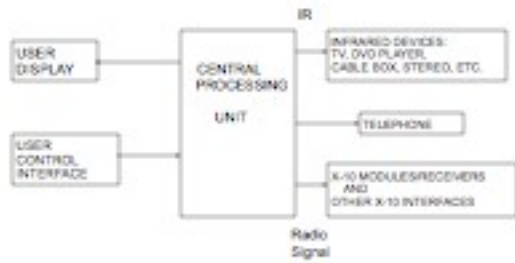 IR
USER
DISPLAY
CENTRAL
PROCESSING
UNIT
INFRARED DEVICES:
TV, DVD PLAYER,
CABLE BOX, STEREO, ETC.
TELEPHONE
USER
CONTROL
INTERFACE
X-10 MODULES/RECEIVERS
AND
OTHER X-10 INTERFACES
Radio
Signal